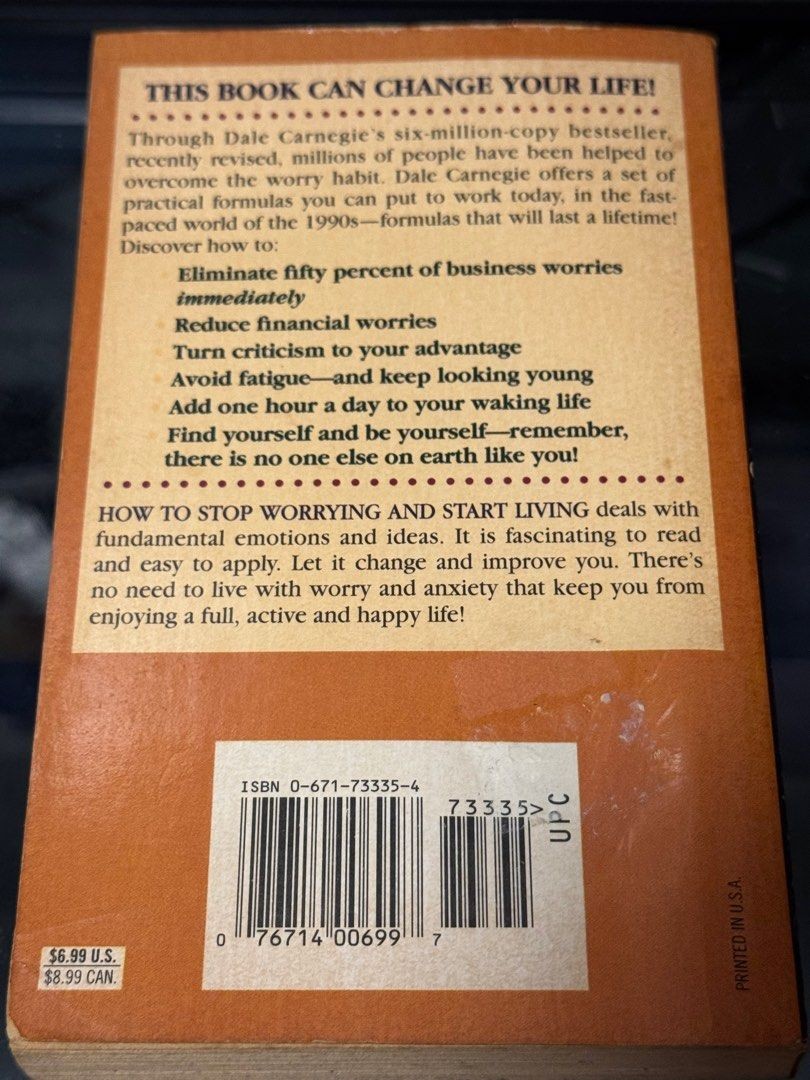 THIS BOOK CAN CHANGE YOUR LIFE!
Through Dale Carnegie's six-million-copy bestseller,
recently revised, millions of people have been helped to
overcome the worry habit. Dale Carnegie offers a set of
practical formulas you can put to work today, in the fast-
paced world of the 1990s—formulas that will last a lifetime!
Discover how to:
Eliminate fifty percent of business worries
immediately
Reduce financial worries
Turn criticism to your advantage
Avoid fatigue—and keep looking young
Add one hour a day to your waking life
Find yourself and be yourself—remember,
there is no one else on earth like you!
HOW TO STOP WORRYING AND START LIVING deals with
fundamental emotions and ideas. It is fascinating to read
and easy to apply. Let it change and improve you. There's
no need to live with worry and anxiety that keep you from
enjoying a full, active and happy life!
ISBN 0-671-73335-4
73335>
UPC
0 76714 00699 7
$6.99 U.S.
$8.99 CAN.
PRINTED IN U.S.A.